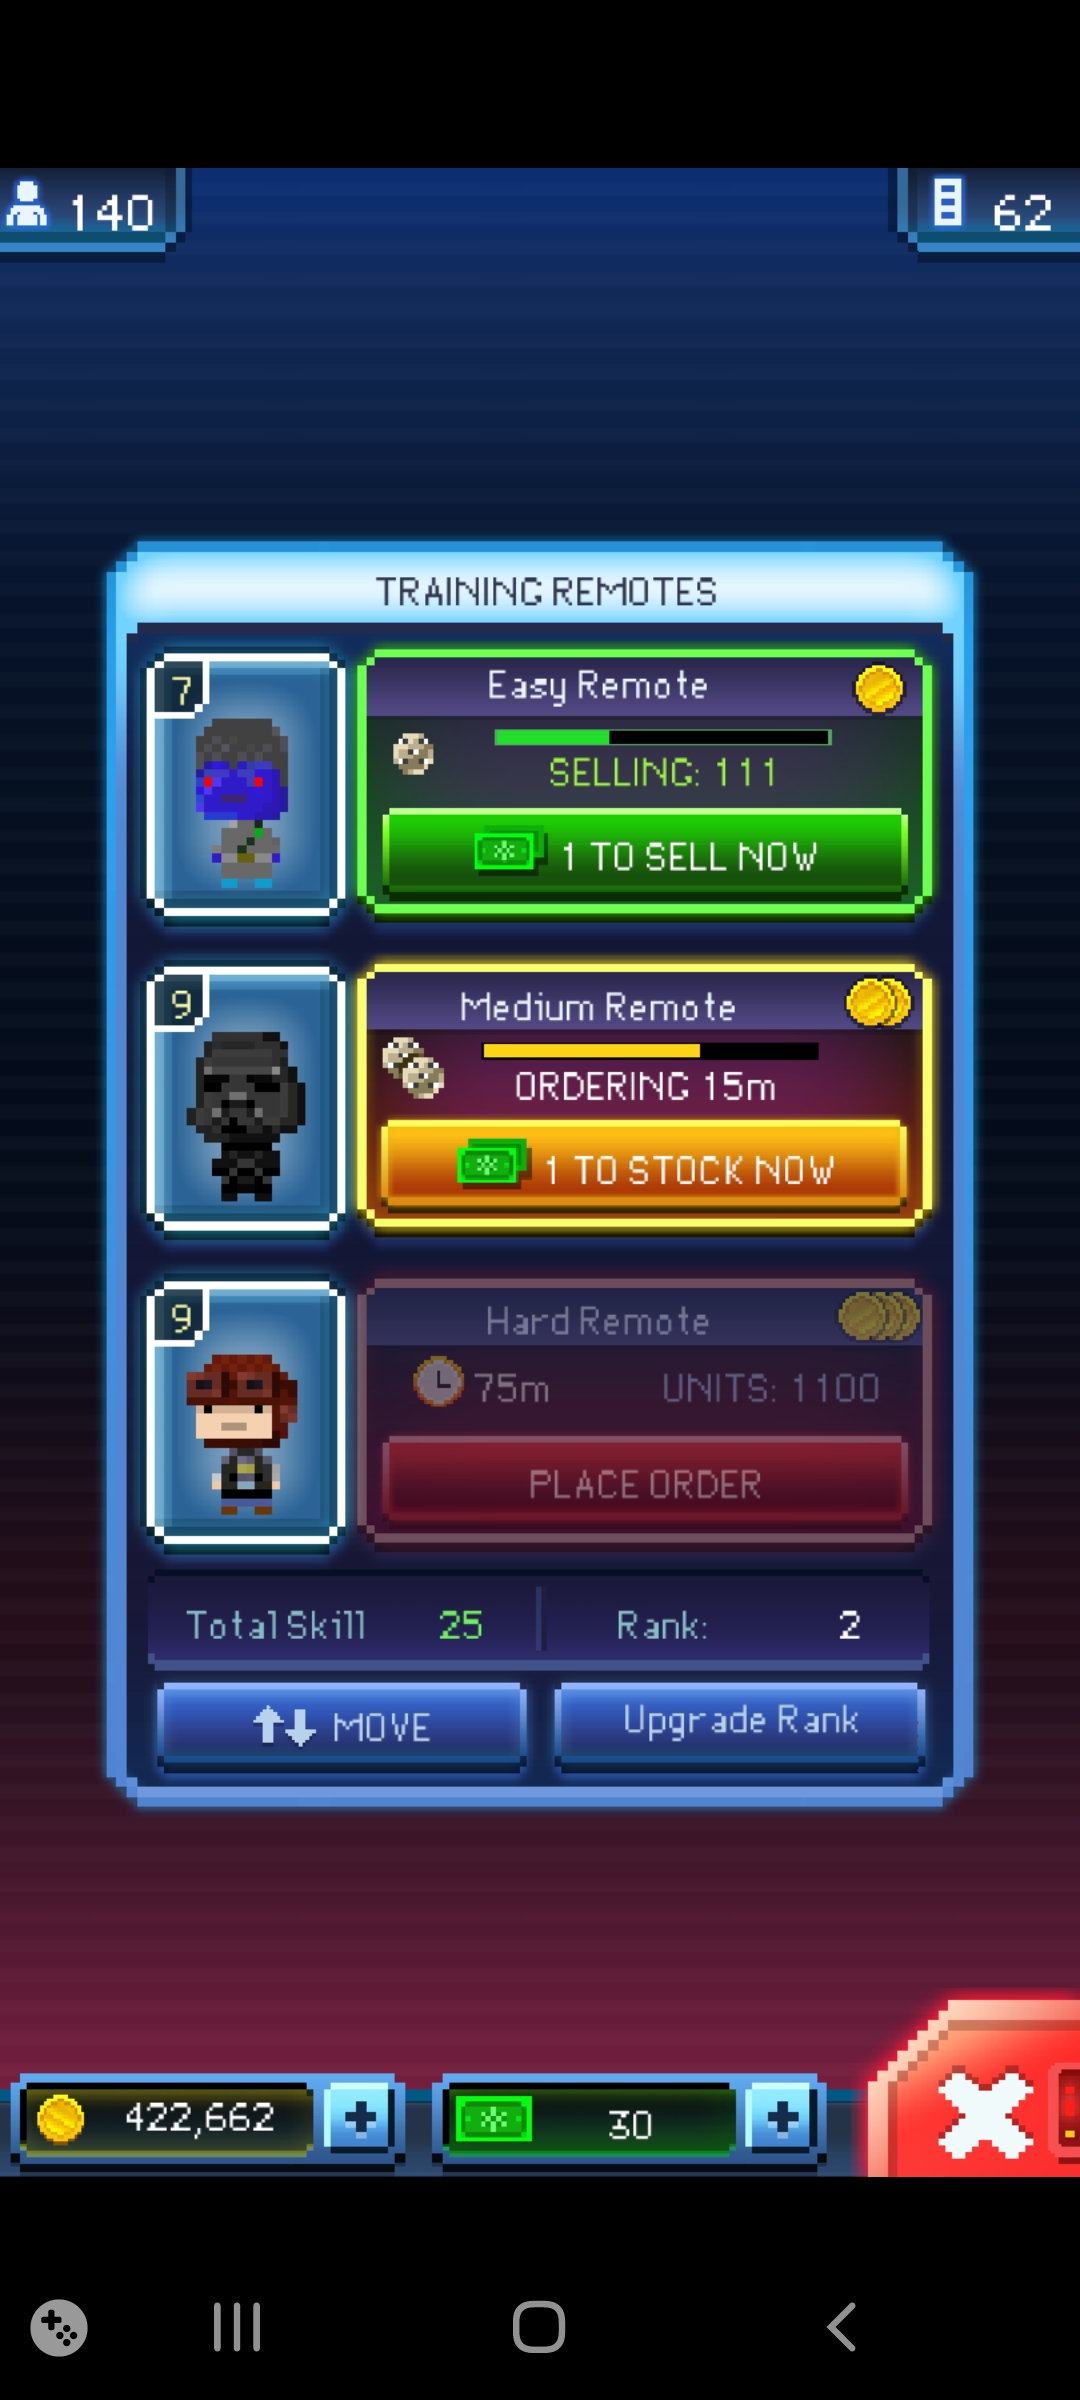 140
62
TRAINING REMOTES
7
Easy Remote
SELLING: 111
1 TO SELL NOW
9
Medium Remote
ORDERING 15m
1 TO STOCK NOW
9
Hard Remote
75m UNITS: 1100
PLACE ORDER
Total Skill 25 Rank: 2
MOVE Upgrade Rank
422,662 30